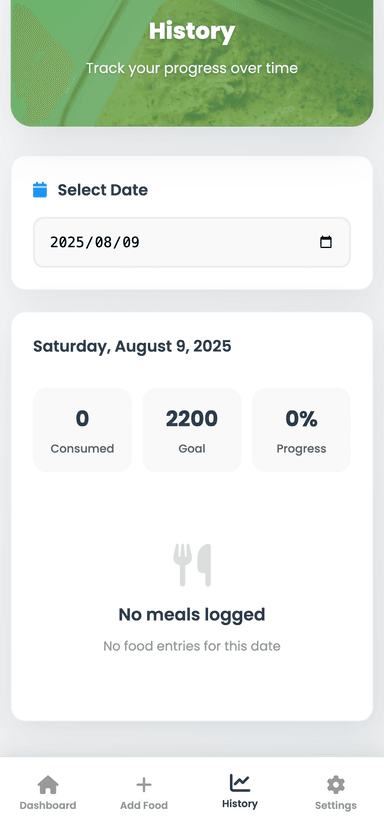 History
Track your progress over time
Select Date
2025/08/09
Saturday, August 9, 2025
0
Consumed
2200
Goal
0%
Progress
No meals logged
No food entries for this date
Dashboard
Add Food
History
Settings